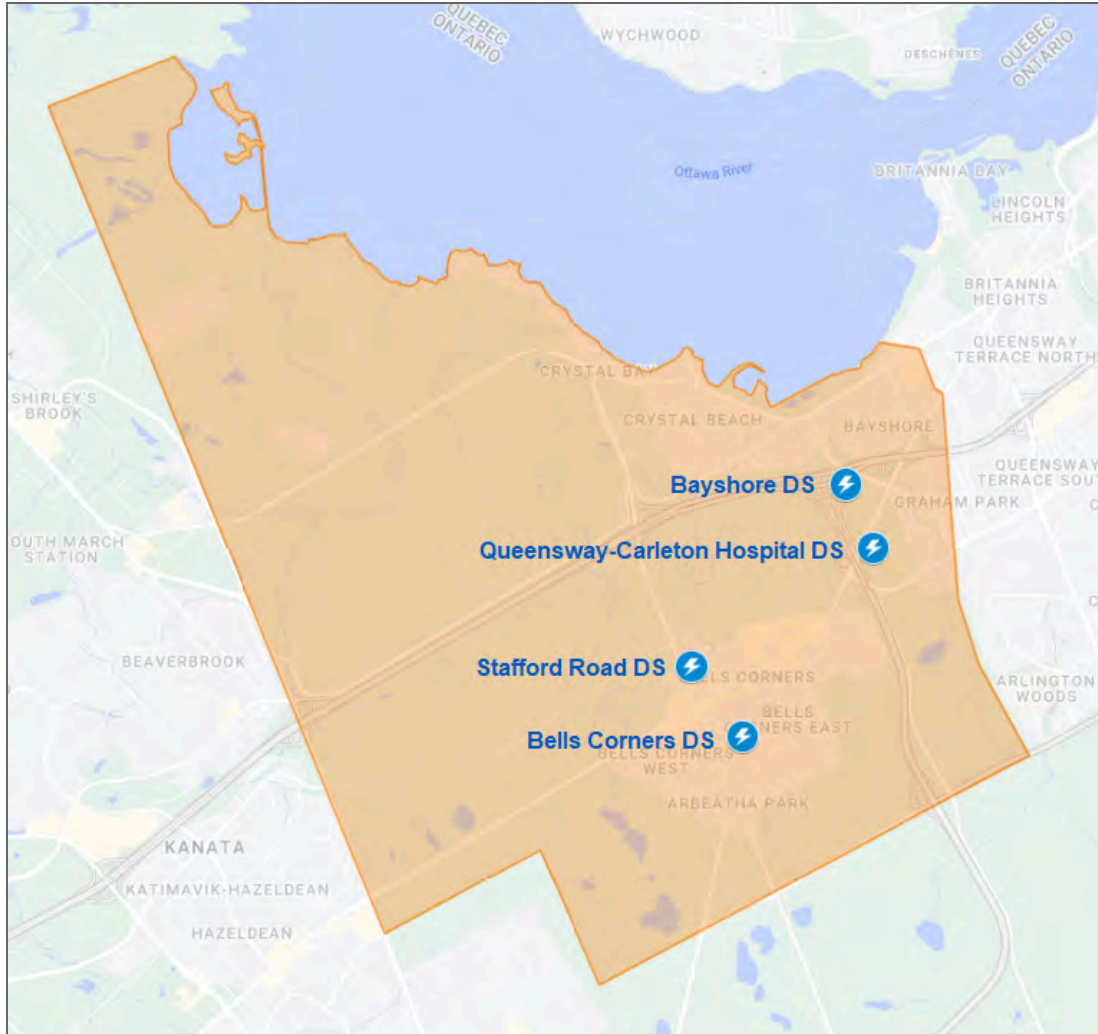 QUEBEC
ONTARIO
WYCHWOOD
DESCHÊNES
QUEBEC
ONTARIO
Ottawa River
BRITANNIA BAY
LINCOLN
HEIGHTS
BRITANNIA
HEIGHTS
QUEENSWAY
TERRACE NORTH
CRYSTAL BAY
SHIRLEY'S
BROOK
CRYSTAL BEACH
BAYSHORE
QUEENSWAY
TERRACE SOUT
Bayshore DS
GRAHAM PARK
OUTH MARCH
STATION
Queensway-Carleton Hospital DS
BEAVERBROOK
Stafford Road DS
ELLS CORNERS
ARLINGTON
WOODS
BELLS
CORNERS EAST
Bells Corners DS
BELLS CORNERS
WEST
ARBEATHA PARK
KANATA
KATIMAVIK-HAZELDEAN
HAZELDEAN